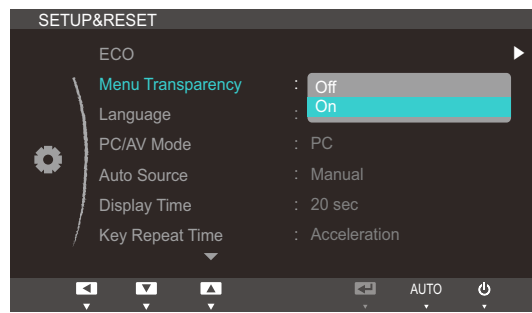 SETUP&RESET
ECO
Menu Transparency : Off
On
Language :
PC/AV Mode : PC
Auto Source : Manual
Display Time : 20 sec
Key Repeat Time : Acceleration
AUTO